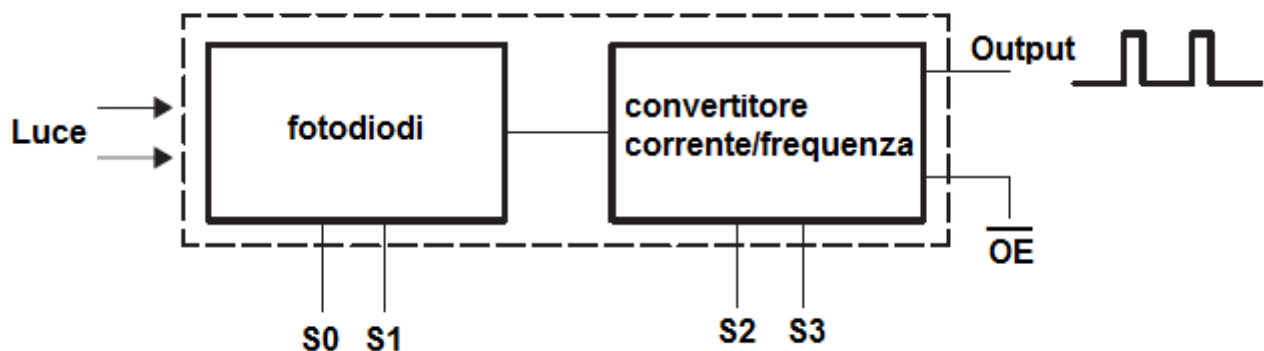 Output
Luce
fotodiodi
convertitore
corrente/frequenza
OE
S0
S1
S2
S3